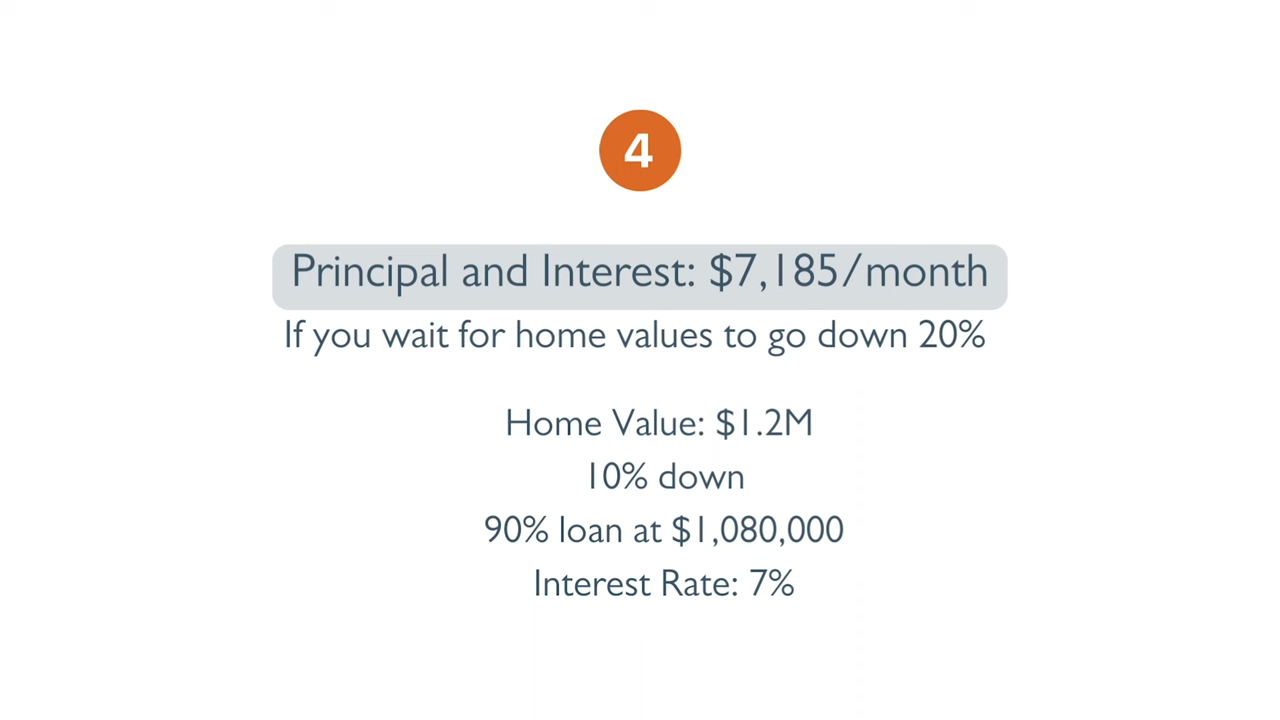 4
Principal and Interest: $7,185/month
If you wait for home values to go down 20%
Home Value: $1.2M
10% down
90% loan at $1,080,000
Interest Rate: 7%